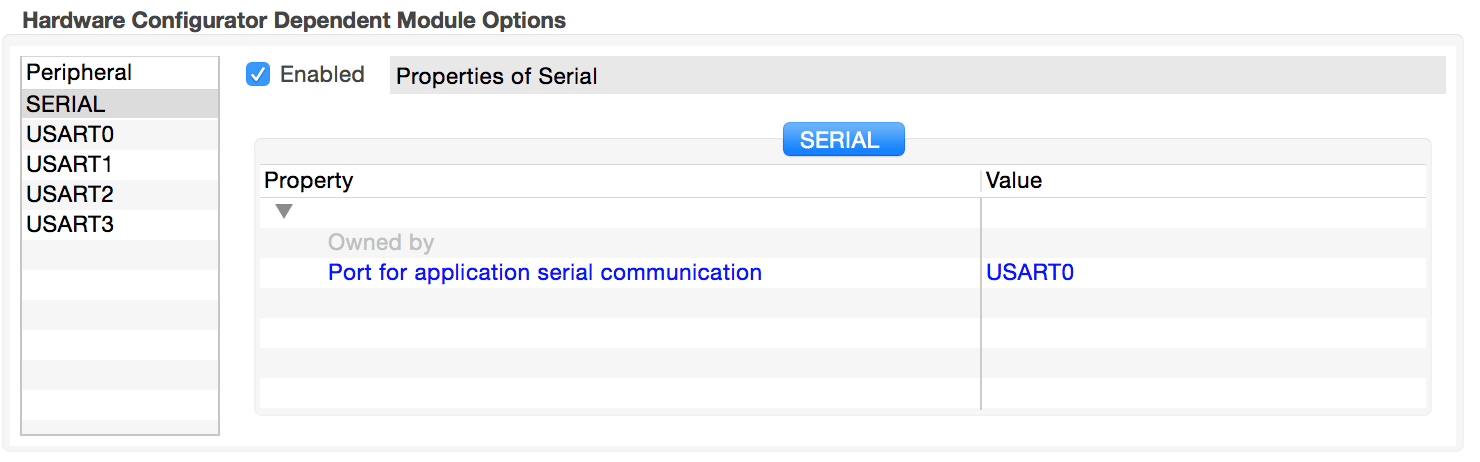 Hardware Configurator Dependent Module Options
Peripheral
SERIAL
USART0
USART1
USART2
USART3
Enabled
Properties of Serial
SERIAL
Property Value
Owned by
Port for application serial communication USART0